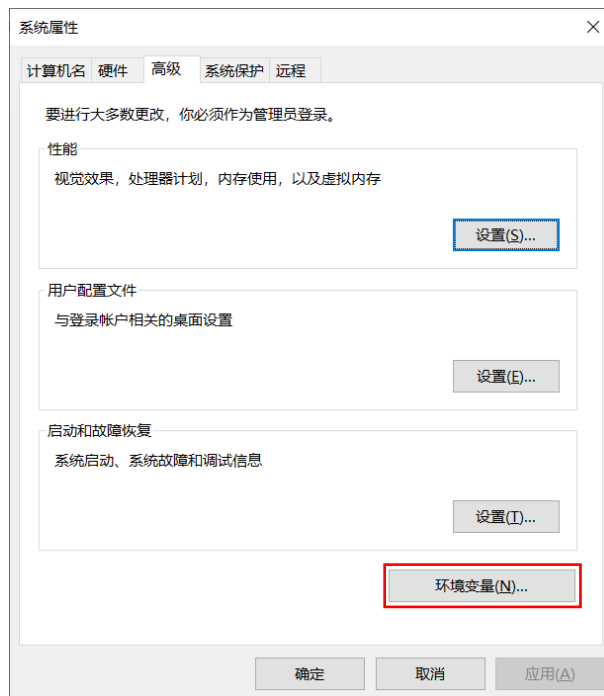 系统属性
计算机名 硬件 高级 系统保护 远程
要进行大多数更改，你必须作为管理员登录。
性能
视觉效果，处理器计划，内存使用，以及虚拟内存
设置(S)...
用户配置文件
与登录帐户相关的桌面设置
设置(E)...
启动和故障恢复
系统启动、系统故障和调试信息
设置(T)...
环境变量(N)...
确定 取消 应用(A)